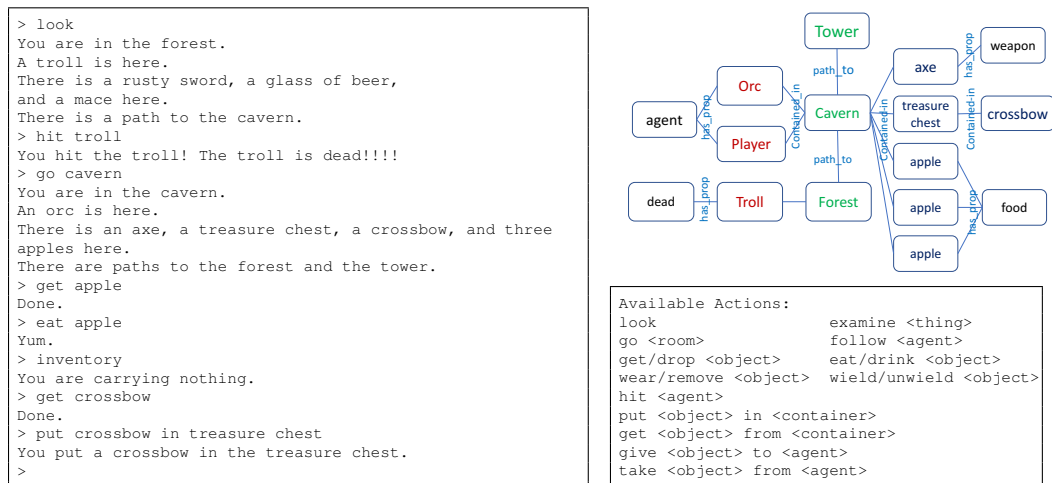 > look
You are in the forest.
A troll is here.
There is a rusty sword, a glass of beer,
and a mace here.
There is a path to the cavern.
> hit troll
You hit the troll! The troll is dead!!!!
> go cavern
You are in the cavern.
An orc is here.
There is an axe, a treasure chest, a crossbow, and three
apples here.
There are paths to the forest and the tower.
> get apple
Done.
> eat apple
Yum.
> inventory
You are carrying nothing.
> get crossbow
Done.
> put crossbow in treasure chest
You put a crossbow in the treasure chest.
>
Tower
path_to
axe
has_prop
weapon
Orc
agent
has_prop
Contained_in
Cavern
Contained-in
treasure
chest
Contained-in
crossbow
Player
path_to
apple
dead
has_prop
Troll
Forest
apple
has_prop
food
apple
Available Actions:
look examine <thing>
go <room> follow <agent>
get/drop <object> eat/drink <object>
wear/remove <object> wield/unwield <object>
hit <agent>
put <object> in <container>
get <object> from <container>
give <object> to <agent>
take <object> from <agent>